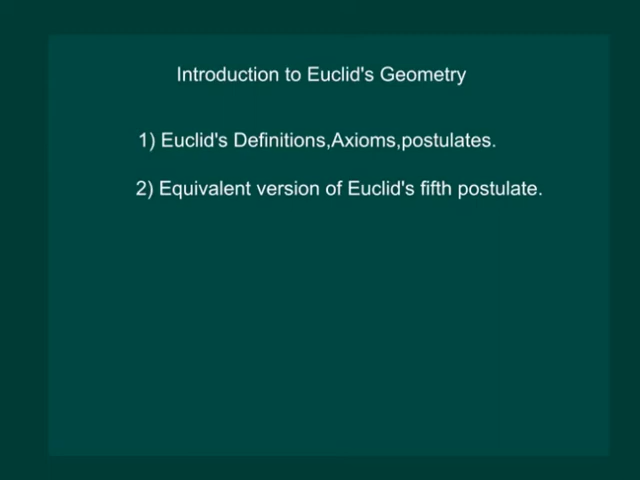 Introduction to Euclid's Geometry
1) Euclid's Definitions,Axioms,postulates.
2) Equivalent version of Euclid's fifth postulate.